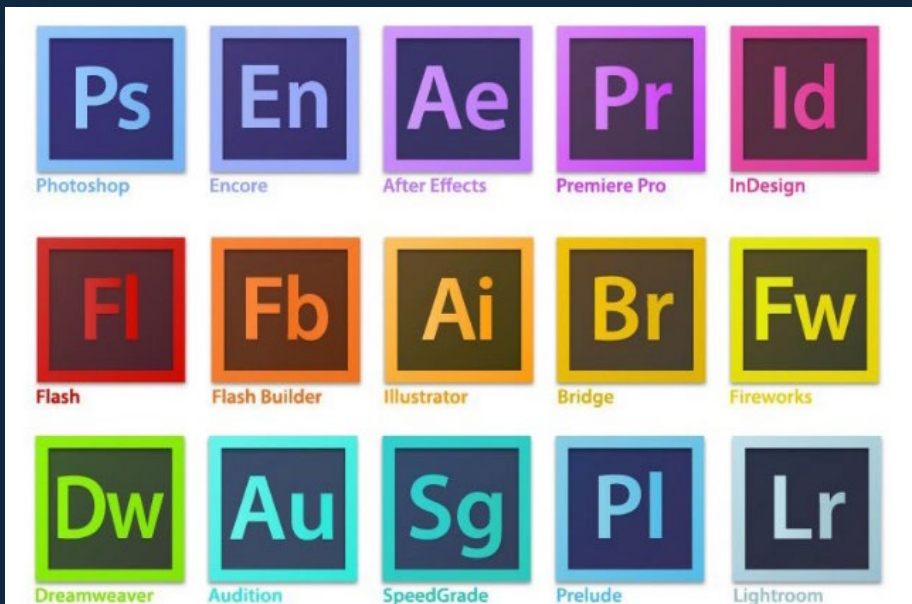 Ps En Ae Pr Id
Photoshop Encore After Effects Premiere Pro InDesign
Fl Fb Ai Br Fw
Flash Flash Builder Illustrator Bridge Fireworks
Dw Au Sg Pl Lr
Dreamweaver Audition SpeedGrade Prelude Lightroom